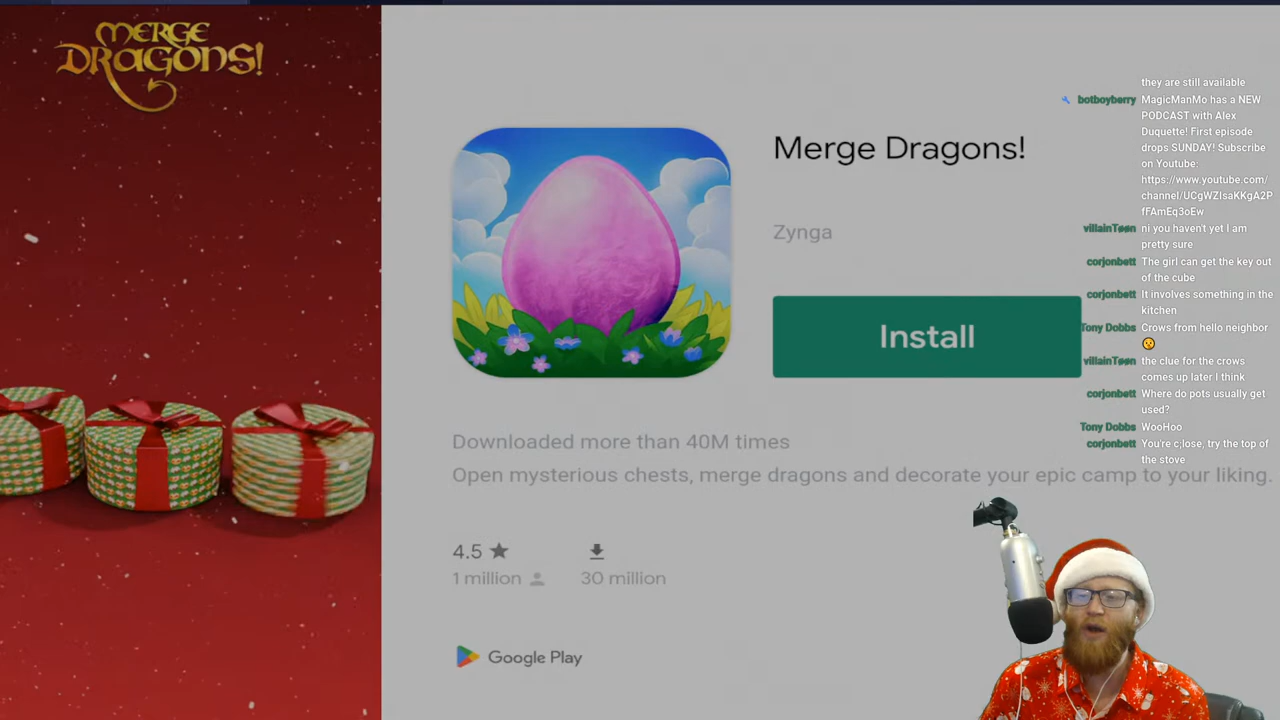 MERGE
DRAGONS!
Merge Dragons!
Zynga
Install
Downloaded more than 40M times
Open mysterious chests, merge dragons and decorate your epic camp to your liking.
4.5 ★
1 million
30 million
Google Play
they are still available
botboyberry MagicManMo has a NEW
PODCAST with Alex
Duquette! First episode
drops SUNDAY! Subscribe
on Youtube:
https://www.youtube.com/
channel/UCgWZIsaKKgA2P
fFAmEq3oEw
villainTøøn ni you haven't yet I am
pretty sure
corjonbett The girl can get the key out
of the cube
corjonbett It involves something in the
kitchen
Tony Dobbs Crows from hello neighbor
villainTøøn the clue for the crows
comes up later I think
corjonbett Where do pots usually get
used?
Tony Dobbs WooHoo
corjonbett You're c;lose, try the top of
the stove